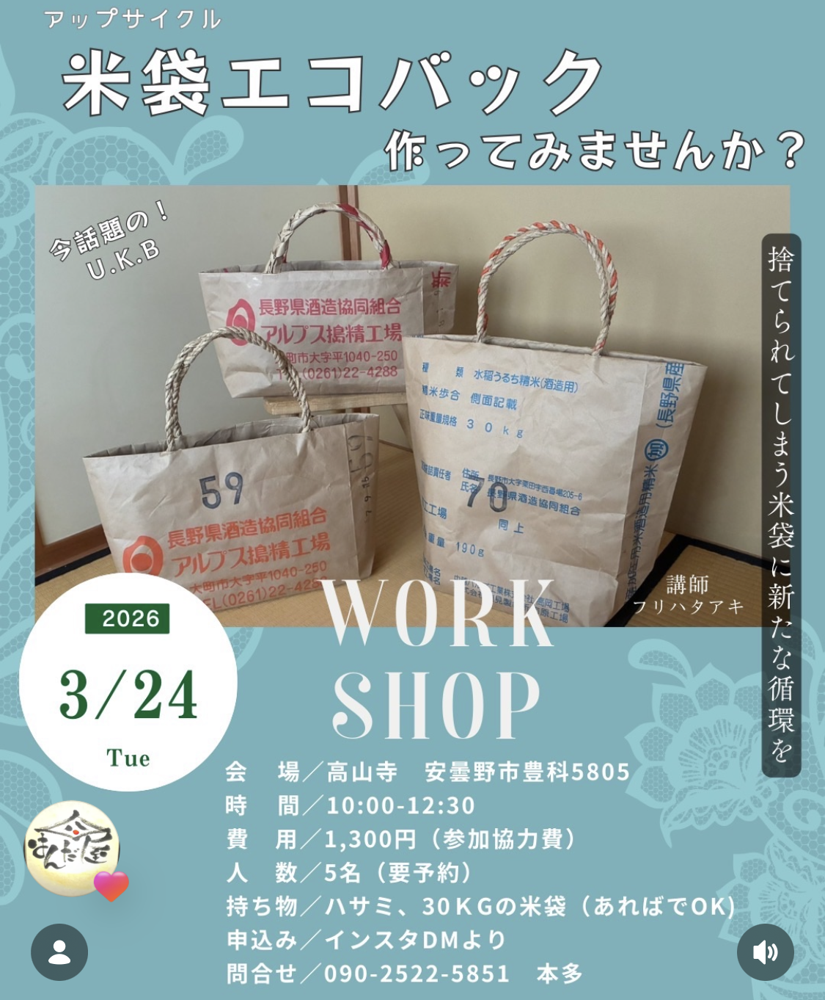 アップサイクル
米袋エコバック
作ってみませんか?
今話題の!
U.K.B
長野県酒造協同組合
アルプス搗精工場
町市大字平1040-250
(0261)22-4288
59
長野県酒造協同組合
アルプス搗精工場
大町市大字平1040-250
TEL(0261)22-42
種 類 水稲うるち精米(酒造用)
精米歩合 側面記載
正味重量規格 30kg
住所 長野市大字栗田字西番場205-6
氏名 長野県酒造協同組合
70
工場 同上
重量 190g
(長野県産
捨てられてしまう米袋に新たな循環を
講師
フリハタアキ
WORK
SHOP
2026
3/24
Tue
会 場/高山寺 安曇野市豊科5805
時 間/10:00-12:30
費 用/1,300円(参加協力費)
人 数/5名(要予約)
持ち物/ハサミ、30KGの米袋(あればでOK)
申込み/インスタDMより
問合せ/090-2522-5851 本多
まんだ屋